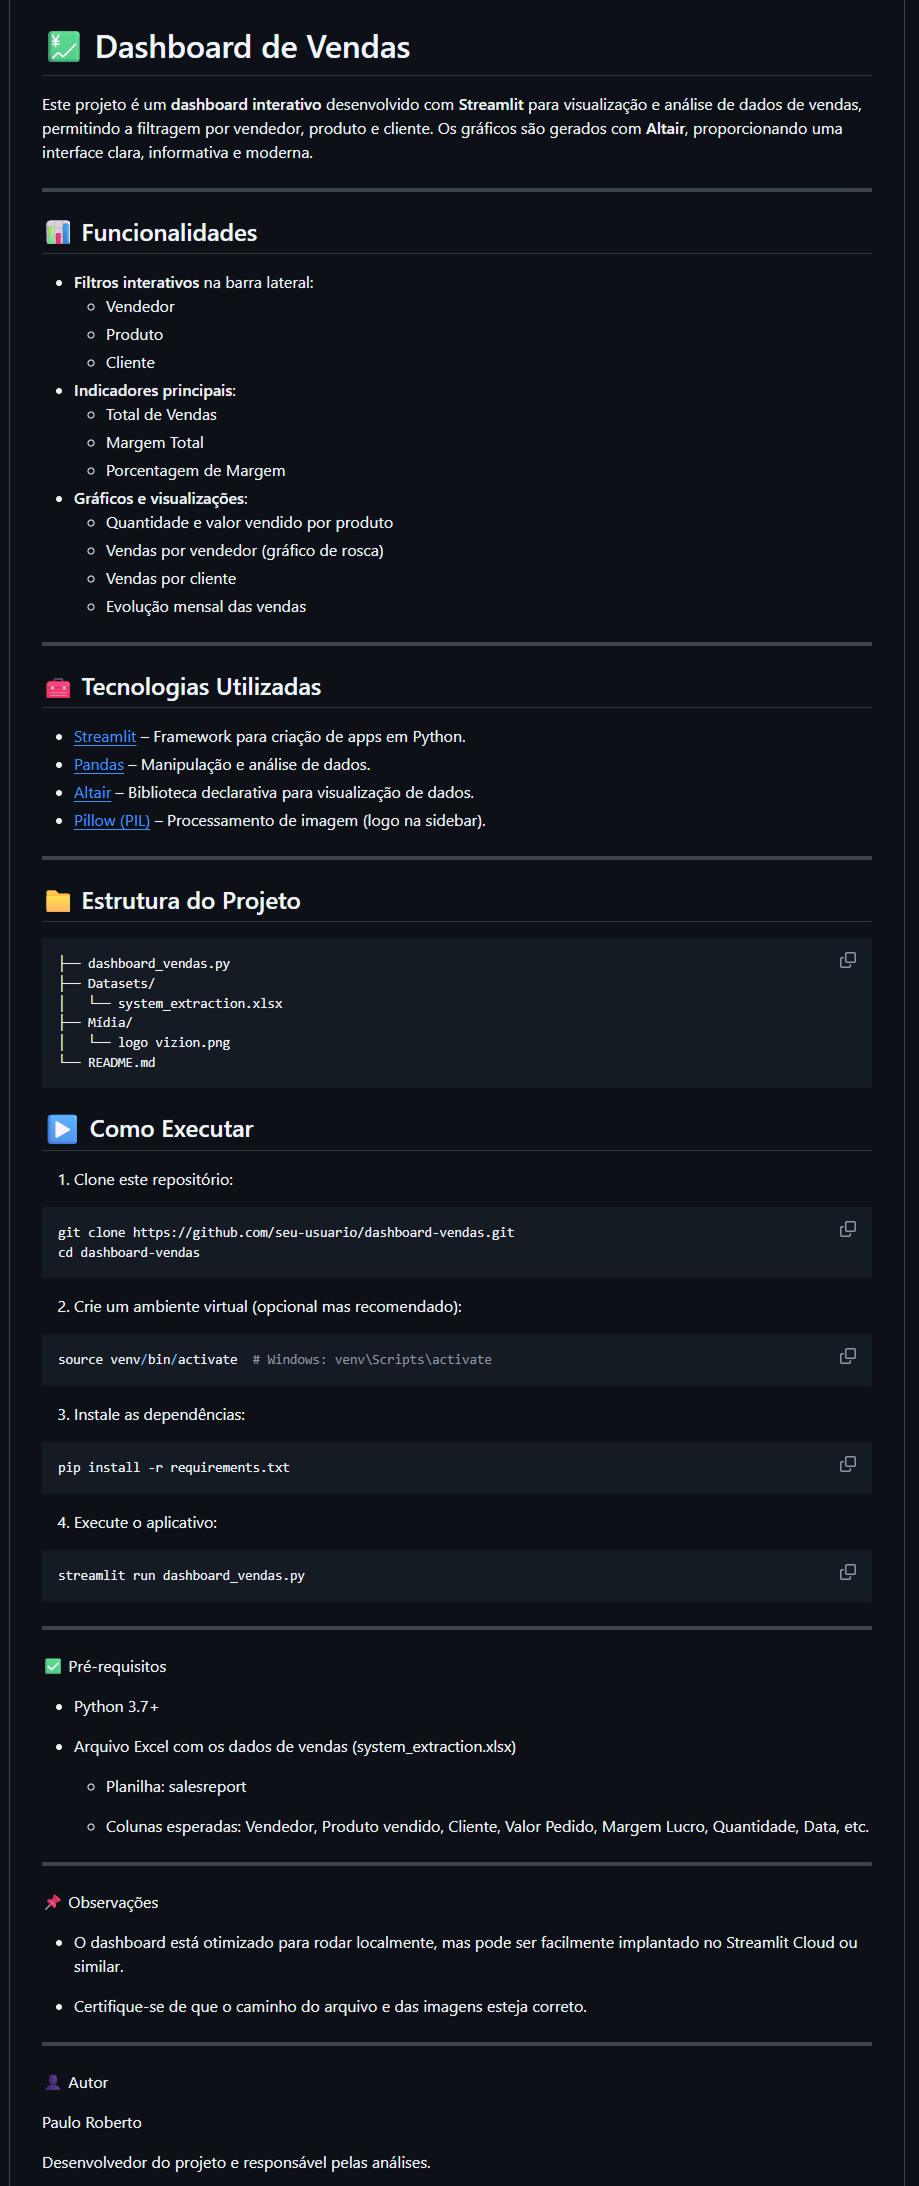 Dashboard de Vendas
Este projeto é um dashboard interativo desenvolvido com Streamlit para visualização e análise de dados de vendas,
permitindo a filtragem por vendedor, produto e cliente. Os gráficos são gerados com Altair, proporcionando uma
interface clara, informativa e moderna.
Funcionalidades
• Filtros interativos na barra lateral:
◦ Vendedor
◦ Produto
◦ Cliente
• Indicadores principais:
◦ Total de Vendas
◦ Margem Total
◦ Porcentagem de Margem
• Gráficos e visualizações:
◦ Quantidade e valor vendido por produto
◦ Vendas por vendedor (gráfico de rosca)
◦ Vendas por cliente
◦ Evolução mensal das vendas
Tecnologias Utilizadas
• Streamlit – Framework para criação de apps em Python.
• Pandas – Manipulação e análise de dados.
• Altair – Biblioteca declarativa para visualização de dados.
• Pillow (PIL) – Processamento de imagem (logo na sidebar).
Estrutura do Projeto
├── dashboard_vendas.py
├── Datasets/
│   └── system_extraction.xlsx
├── Mídia/
│   └── logo vizion.png
└── README.md
Como Executar
1. Clone este repositório:
git clone https://github.com/seu-usuario/dashboard-vendas.git
cd dashboard-vendas
2. Crie um ambiente virtual (opcional mas recomendado):
source venv/bin/activate  # Windows: venv\Scripts\activate
3. Instale as dependências:
pip install -r requirements.txt
4. Execute o aplicativo:
streamlit run dashboard_vendas.py
✅ Pré-requisitos
• Python 3.7+
• Arquivo Excel com os dados de vendas (system_extraction.xlsx)
◦ Planilha: salesreport
◦ Colunas esperadas: Vendedor, Produto vendido, Cliente, Valor Pedido, Margem Lucro, Quantidade, Data, etc.
📌 Observações
• O dashboard está otimizado para rodar localmente, mas pode ser facilmente implantado no Streamlit Cloud ou
similar.
• Certifique-se de que o caminho do arquivo e das imagens esteja correto.
👤 Autor
Paulo Roberto
Desenvolvedor do projeto e responsável pelas análises.